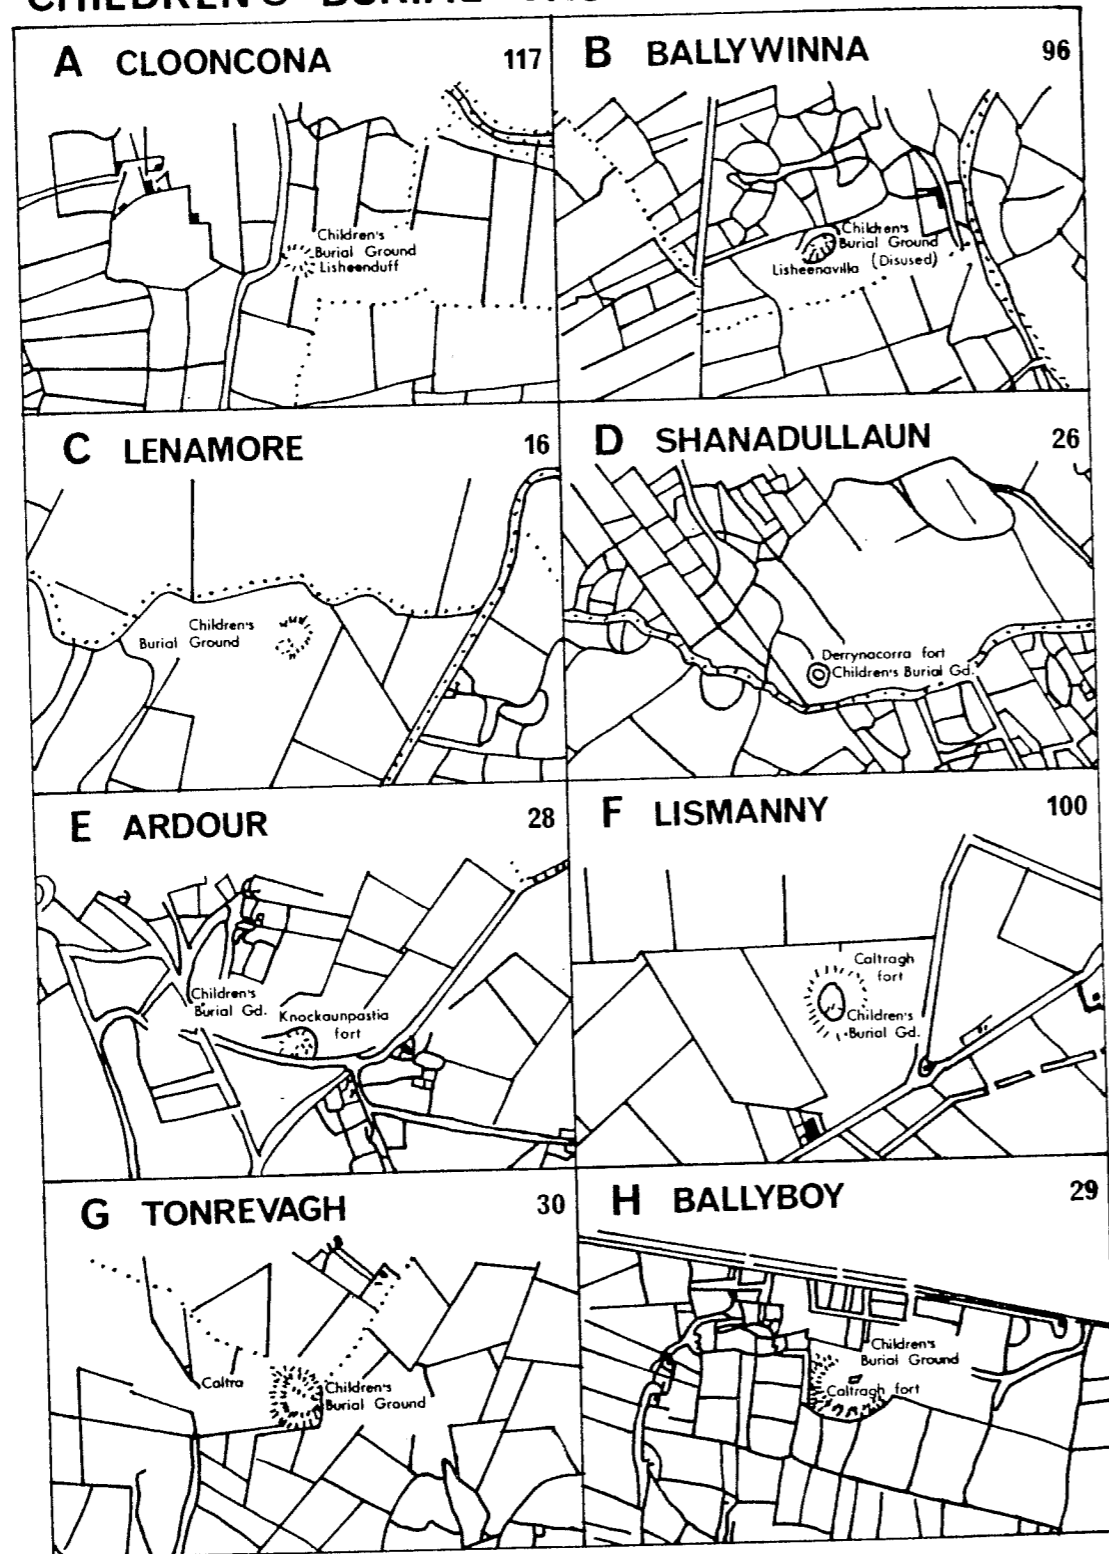 CHILDREN'S BURIAL
A CLOONCONA 117
Children's
Burial Ground
Lisheenduff
B BALLYWINNA 96
Children's
Burial Ground
Lisheenavilla (Disused)
C LENAMORE 16
Children's
Burial Ground
D SHANADULLAUN 26
Derrynacorra fort
Children's Burial Gd.
E ARDOUR 28
Children's
Burial Gd.
Knockaunpastia
fort
F LISMANNY 100
Caltragh
fort
Children's
Burial Gd.
G TONREVAGH 30
Caltra
Children's
Burial Ground
H BALLYBOY 29
Children's
Burial Ground
Caltragh fort